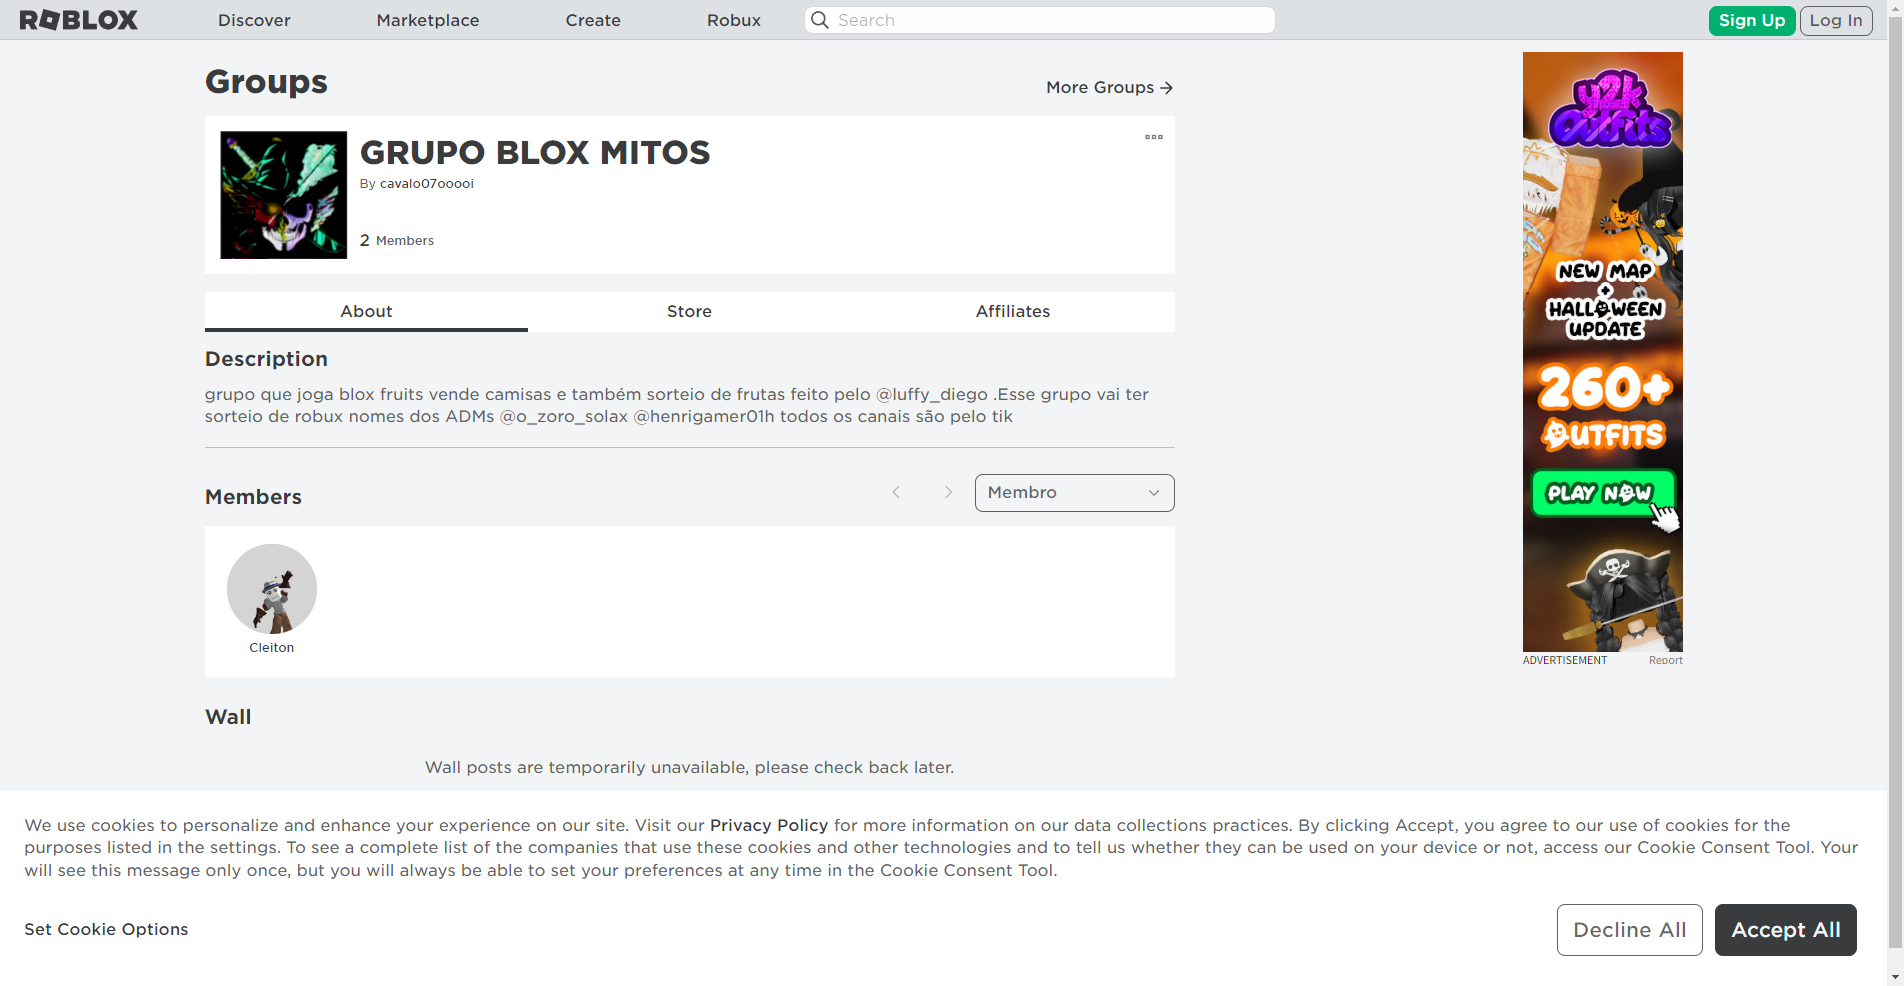 ROBLOX
Discover
Marketplace
Create
Robux
Search
Sign Up
Log In
Groups
More Groups
GRUPO BLOX MITOS
By cavalo07ooooi
2 Members
About
Store
Affiliates
Description
grupo que joga blox fruits vende camisas e também sorteio de frutas feito pelo @luffy_diego .Esse grupo vai ter
sorteio de robux nomes dos ADMs @o_zoro_solax @henrigamer01h todos os canais são pelo tik
Members
Membro
Cleiton
Wall
Wall posts are temporarily unavailable, please check back later.
y2k
Outfits
NEW MAP
+
HALLOWEEN
UPDATE
260+
OUTFITS
PLAY NOW
ADVERTISEMENT
Report
We use cookies to personalize and enhance your experience on our site. Visit our Privacy Policy for more information on our data collections practices. By clicking Accept, you agree to our use of cookies for the
purposes listed in the settings. To see a complete list of the companies that use these cookies and other technologies and to tell us whether they can be used on your device or not, access our Cookie Consent Tool. Your
will see this message only once, but you will always be able to set your preferences at any time in the Cookie Consent Tool.
Set Cookie Options
Decline All
Accept All